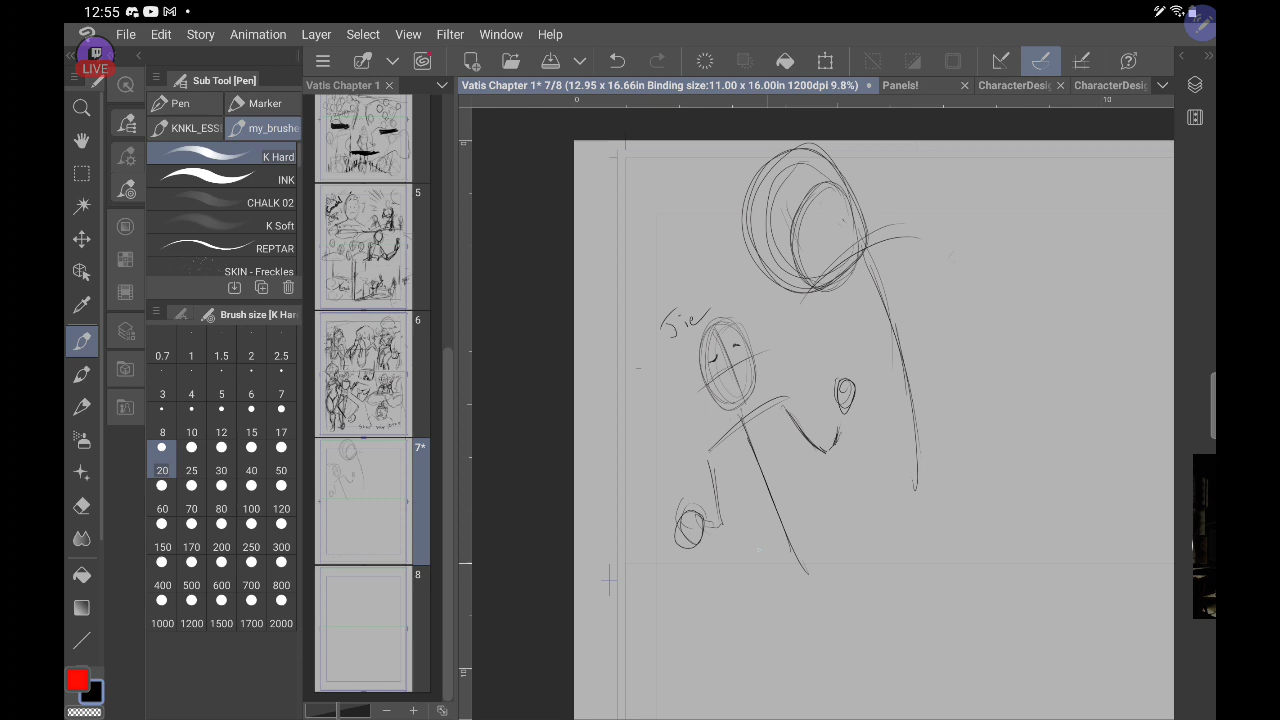 12:55
File Edit Story Animation Layer Select View Filter Window Help
LIVE
Sub Tool [Pen]
Pen
Marker
KNKL_ESS
my_brushe
K Hard
INK
CHALK 02
K Soft
REPTAR
SKIN - Freckles
Brush size [K Har
0.7 1 1.5 2 2.5
3 4 5 6 7
8 10 12 15 17
20 25 30 40 50
60 70 80 100 120
150 170 200 250 300
400 500 600 700 800
1000 1200 1500 1700 2000
Vatis Chapter 1
5
6
7*
8
Vatis Chapter 1* 7/8 (12.95 x 16.66in Binding size:11.00 x 16.00in 1200dpi 9.8%)
Panels!
CharacterDesi
CharacterDesi
0 10